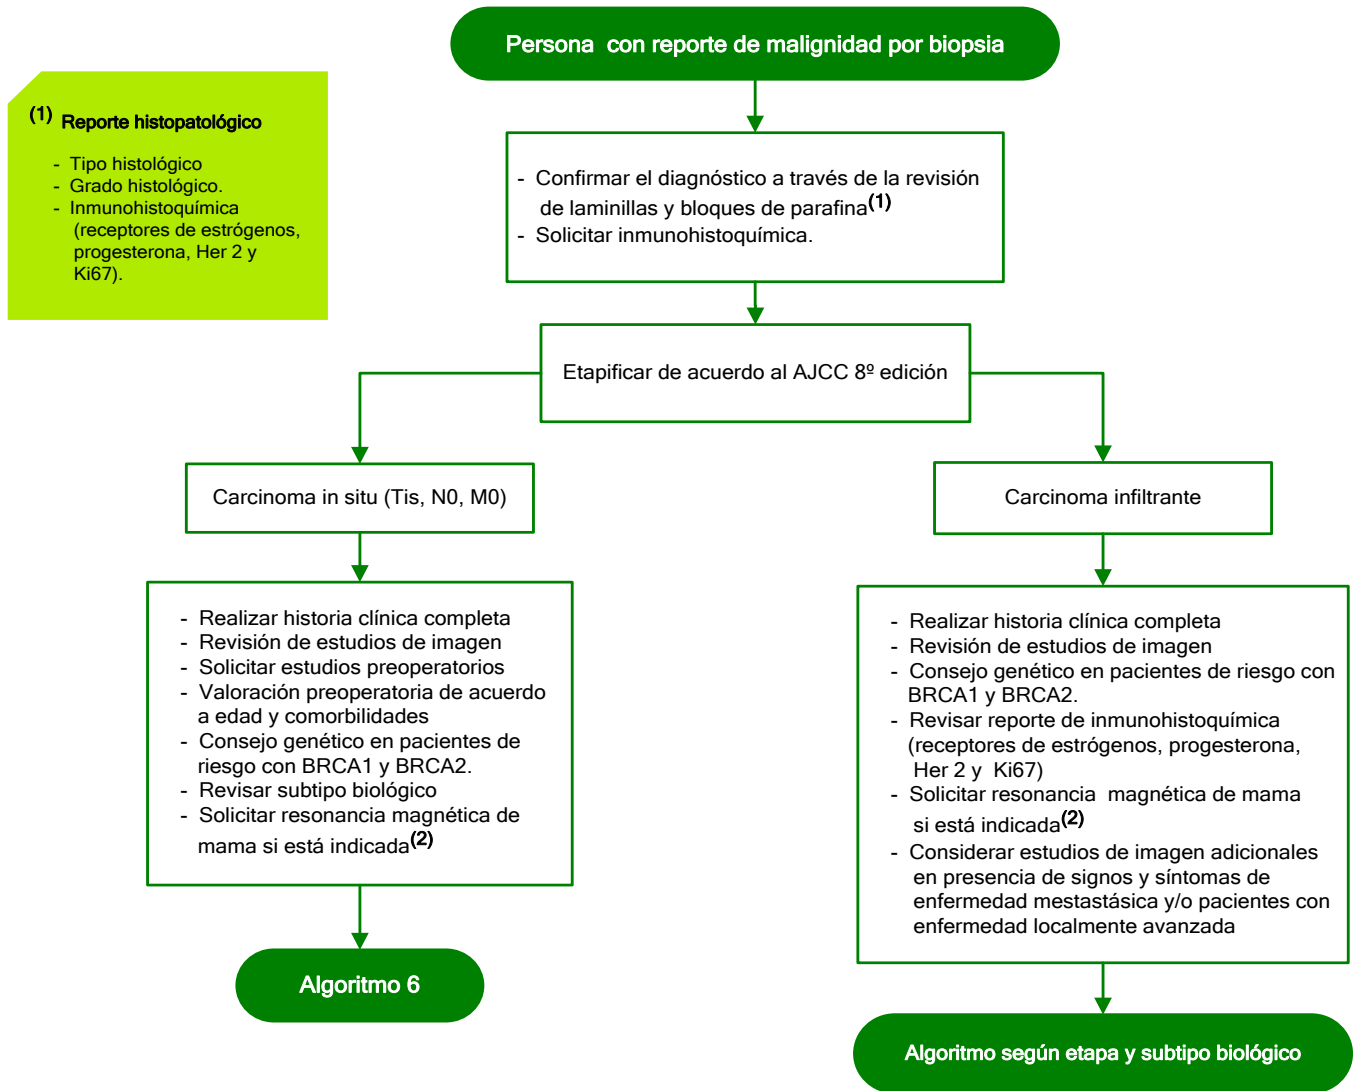 Persona con reporte de malignidad por biopsia
(1) Reporte histopatológico
- Tipo histológico
- Grado histológico.
- Inmunohistoquímica
(receptores de estrógenos,
progesterona, Her 2 y
Ki67).
- Confirmar el diagnóstico a través de la revisión
de laminillas y bloques de parafina(1)
- Solicitar inmunohistoquímica.
Etapificar de acuerdo al AJCC 8º edición
Carcinoma in situ (Tis, N0, M0)
- Realizar historia clínica completa
- Revisión de estudios de imagen
- Solicitar estudios preoperatorios
- Valoración preoperatoria de acuerdo
a edad y comorbilidades
- Consejo genético en pacientes de
riesgo con BRCA1 y BRCA2.
- Revisar subtipo biológico
- Solicitar resonancia magnética de
mama si está indicada(2)
Algoritmo 6
Carcinoma infiltrante
- Realizar historia clínica completa
- Revisión de estudios de imagen
- Consejo genético en pacientes de riesgo con
BRCA1 y BRCA2.
- Revisar reporte de inmunohistoquímica
(receptores de estrógenos, progesterona,
Her 2 y Ki67)
- Solicitar resonancia magnética de mama
si está indicada(2)
- Considerar estudios de imagen adicionales
en presencia de signos y síntomas de
enfermedad mestastásica y/o pacientes con
enfermedad localmente avanzada
Algoritmo según etapa y subtipo biológico